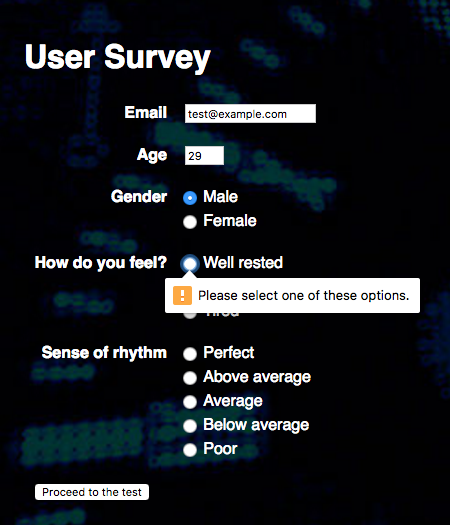 User Survey
Email test@example.com
Age 29
Gender Male
Female
How do you feel? Well rested
Please select one of these options.
Tired
Sense of rhythm Perfect
Above average
Average
Below average
Poor
Proceed to the test